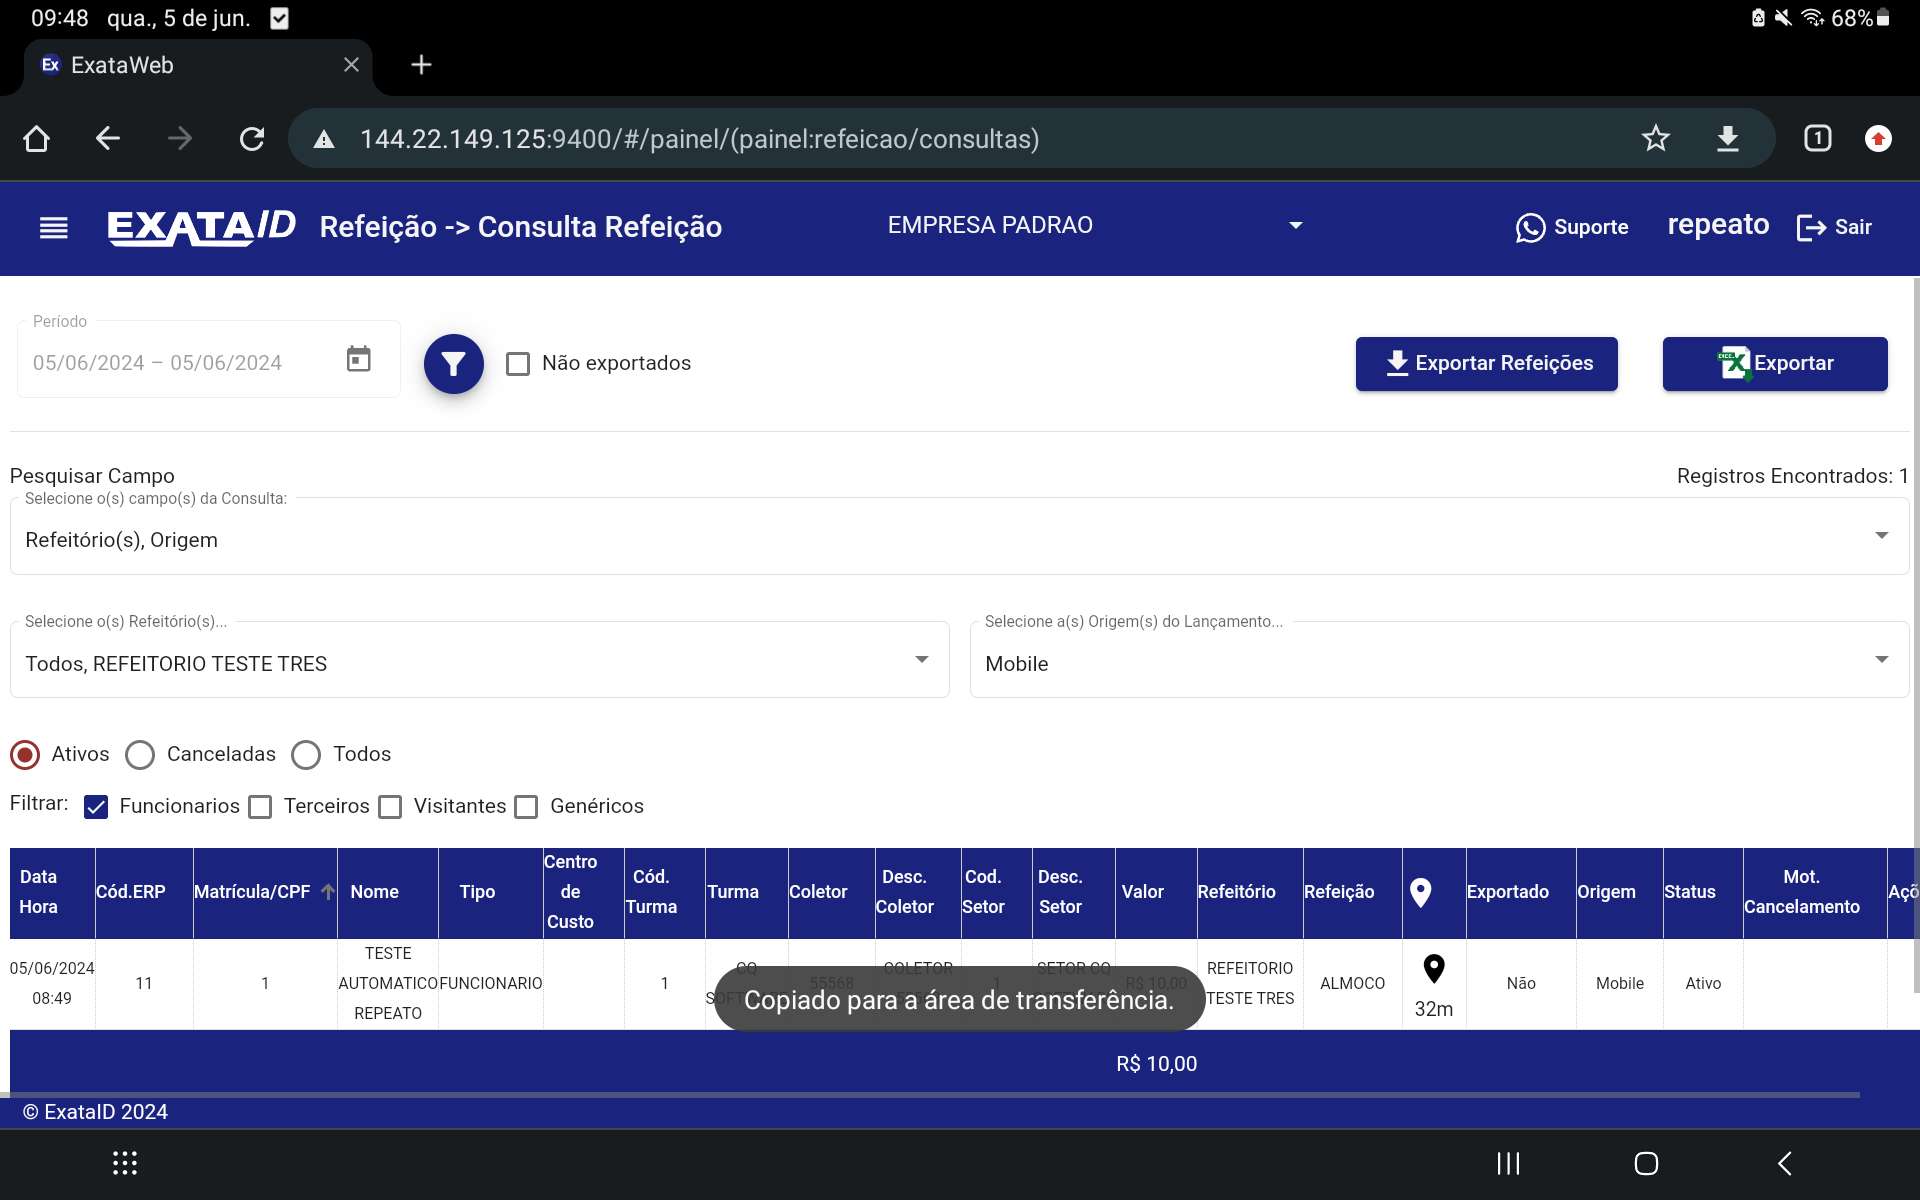 09:48 qua., 5 de jun.
68%
Ex ExataWeb
144.22.149.125:9400/#/painel/(painel:refeicao/consultas)
1
EXATAID Refeição -> Consulta Refeição
EMPRESA PADRAO
Suporte
repeato
Sair
Período
05/06/2024 – 05/06/2024
Não exportados
Exportar Refeições
Exportar
Pesquisar Campo
Registros Encontrados: 1
Selecione o(s) campo(s) da Consulta:
Refeitório(s), Origem
Selecione o(s) Refeitório(s)...
Todos, REFEITORIO TESTE TRES
Selecione a(s) Origem(s) do Lançamento...
Mobile
Ativos Canceladas Todos
Filtrar: Funcionarios Terceiros Visitantes Genéricos
Data Hora
Cód.ERP
Matrícula/CPF
Nome
Tipo
Centro de Custo
Cód. Turma
Turma
Coletor
Desc. Coletor
Cod. Setor
Desc. Setor
Valor
Refeitório
Refeição
Exportado
Origem
Status
Mot. Cancelamento
Açõ
05/06/2024 08:49
11
1
TESTE AUTOMATICO REPEATO
FUNCIONARIO
1
CQ
55568
COLETOR
1
SETOR CQ
R$ 10,00
REFEITORIO TESTE TRES
ALMOCO
32m
Não
Mobile
Ativo
Copiado para a área de transferência.
R$ 10,00
© ExataID 2024